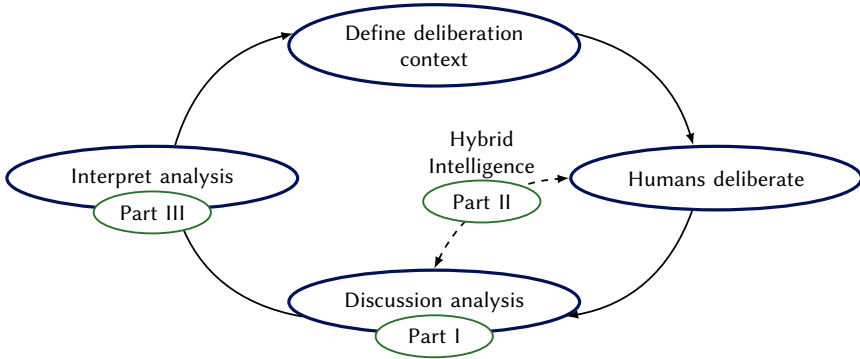 Define deliberation
context
Hybrid
Intelligence
Interpret analysis
Humans deliberate
Part III
Part II
Discussion analysis
Part I